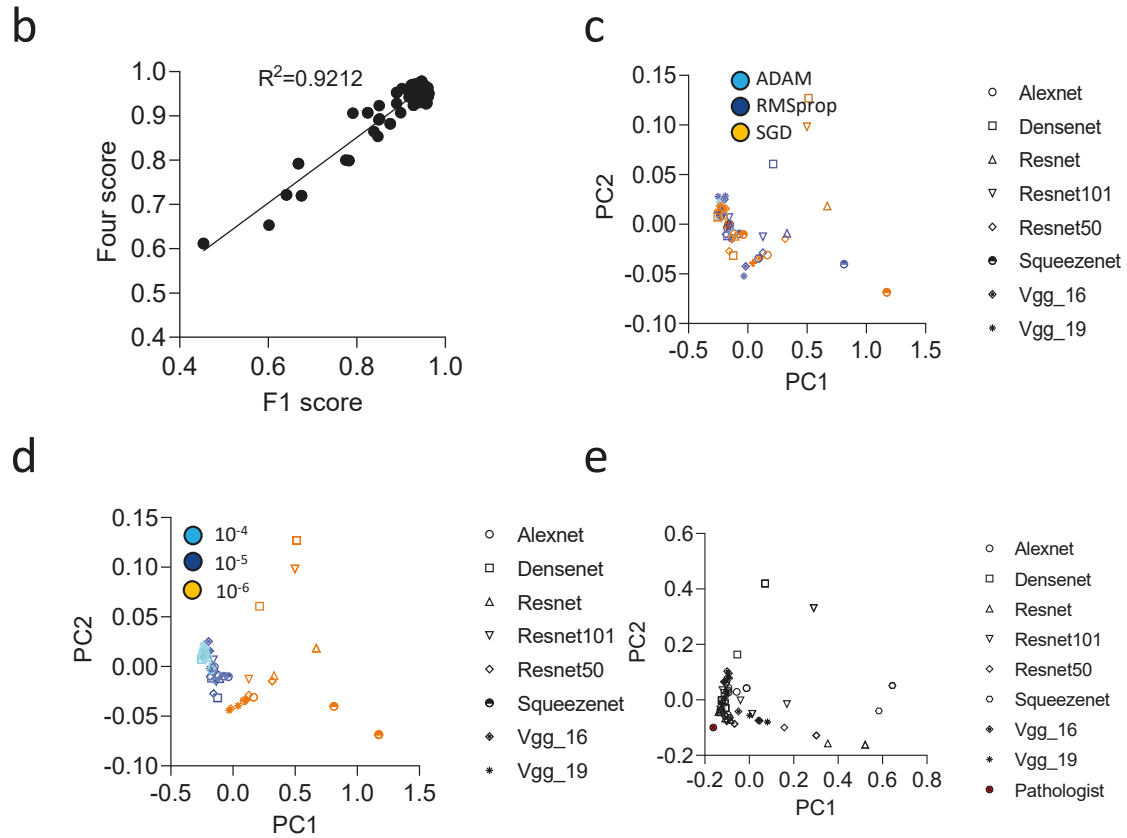 b
R²=0.9212
Four score
1.0
0.9
0.8
0.7
0.6
0.5
0.4
0.4
0.6
0.8
1.0
F1 score
c
ADAM
RMSprop
SGD
PC2
0.15
0.10
0.05
0.00
-0.05
-0.10
-0.5
0.0
0.5
1.0
1.5
PC1
Alexnet
Densenet
Resnet
Resnet101
Resnet50
Squeezenet
Vgg_16
Vgg_19
d
10⁻⁴
10⁻⁵
10⁻⁶
PC2
0.15
0.10
0.05
0.00
-0.05
-0.10
-0.5
0.0
0.5
1.0
1.5
PC1
Alexnet
Densenet
Resnet
Resnet101
Resnet50
Squeezenet
Vgg_16
Vgg_19
e
PC2
0.6
0.4
0.2
0.0
-0.2
-0.2
0.0
0.2
0.4
0.6
0.8
PC1
Alexnet
Densenet
Resnet
Resnet101
Resnet50
Squeezenet
Vgg_16
Vgg_19
Pathologist